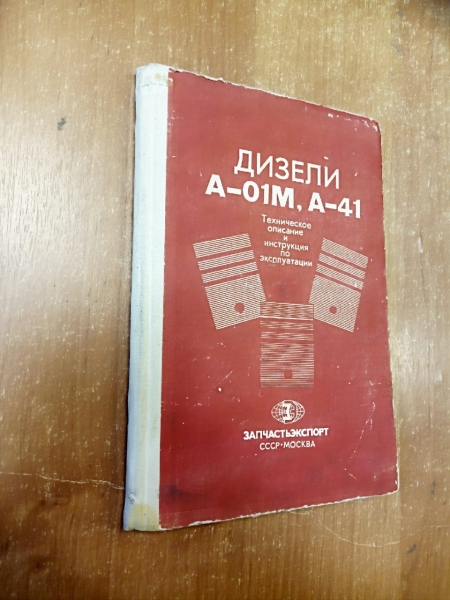 ДИЗЕЛИ
А-01М, А-41
Техническое
описание
и
инструкция
по
эксплуатации
ЗАПЧАСТЬЭКСПОРТ
СССР·МОСКВА